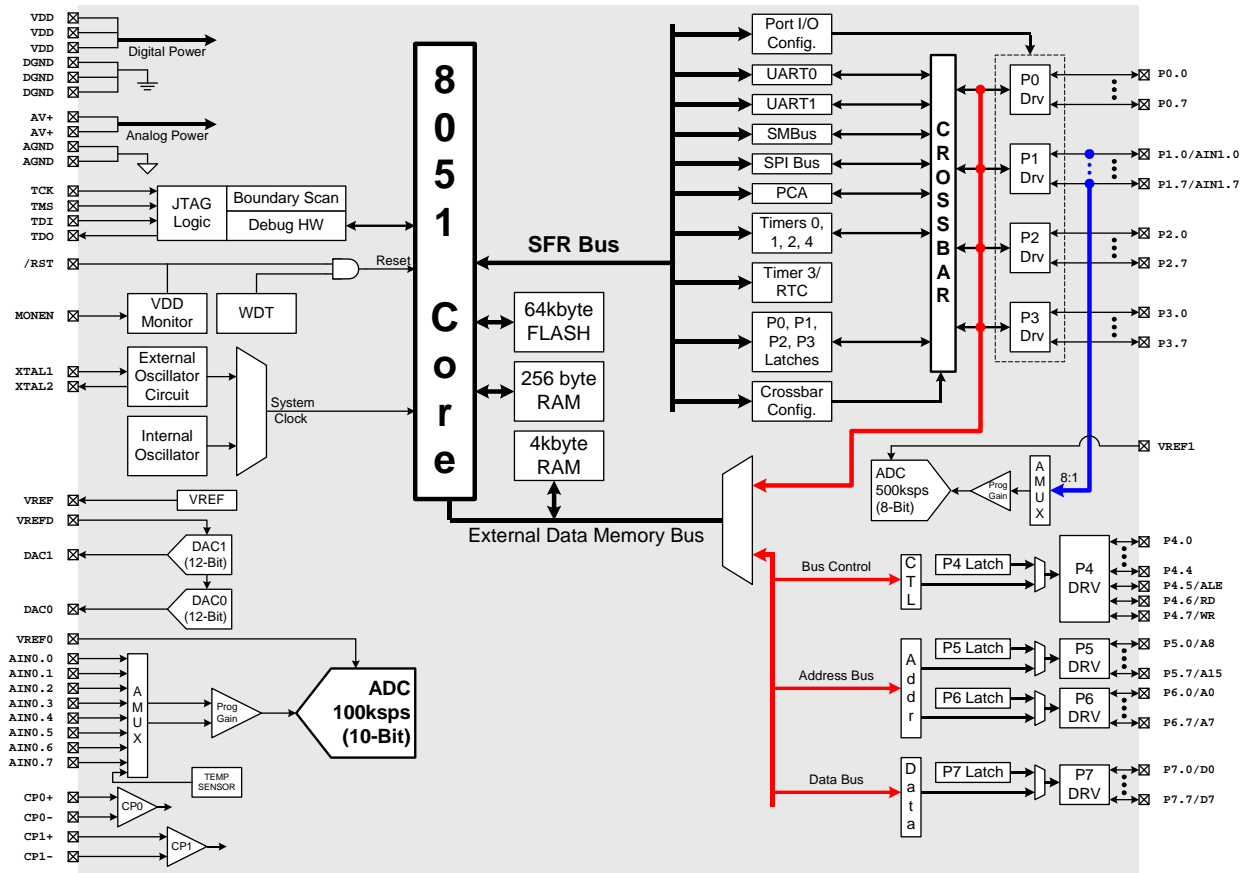 VDD
VDD
VDD
DGND
DGND
DGND
Digital Power
AV+
AV+
AGND
AGND
Analog Power
TCK
TMS
TDI
TDO
JTAG
Logic
Boundary Scan
Debug HW
/RST
MONEN
VDD
Monitor
WDT
Reset
XTAL1
XTAL2
External
Oscillator
Circuit
Internal
Oscillator
System
Clock
VREF
VREF
VREFD
DAC1
DAC1
(12-Bit)
DAC0
DAC0
(12-Bit)
VREF0
AIN0.0
AIN0.1
AIN0.2
AIN0.3
AIN0.4
AIN0.5
AIN0.6
AIN0.7
AMUX
Prog
Gain
ADC
100ksps
(10-Bit)
TEMP
SENSOR
CP0+
CP0-
CP0
CP1+
CP1-
CP1
8051 Core
SFR Bus
64kbyte
FLASH
256 byte
RAM
4kbyte
RAM
External Data Memory Bus
Port I/O
Config.
UART0
UART1
SMBus
SPI Bus
PCA
Timers 0,
1, 2, 4
Timer 3/
RTC
P0, P1,
P2, P3
Latches
Crossbar
Config.
CROSSBAR
P0
Drv
P1
Drv
P2
Drv
P3
Drv
P0.0
P0.7
P1.0/AIN1.0
P1.7/AIN1.7
P2.0
P2.7
P3.0
P3.7
VREF1
ADC
500ksps
(8-Bit)
Prog
Gain
AMUX
8:1
Bus Control
CTL
P4 Latch
P4
DRV
P4.0
P4.4
P4.5/ALE
P4.6/RD
P4.7/WR
Address Bus
Addr
P5 Latch
P5
DRV
P5.0/A8
P5.7/A15
P6 Latch
P6
DRV
P6.0/A0
P6.7/A7
Data Bus
Data
P7 Latch
P7
DRV
P7.0/D0
P7.7/D7